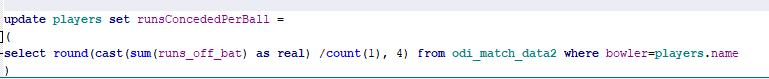 update players set runsConcededPerBall =
(
select round(cast(sum(runs_off_bat) as real) /count(1), 4) from odi_match_data2 where bowler=players.name
)